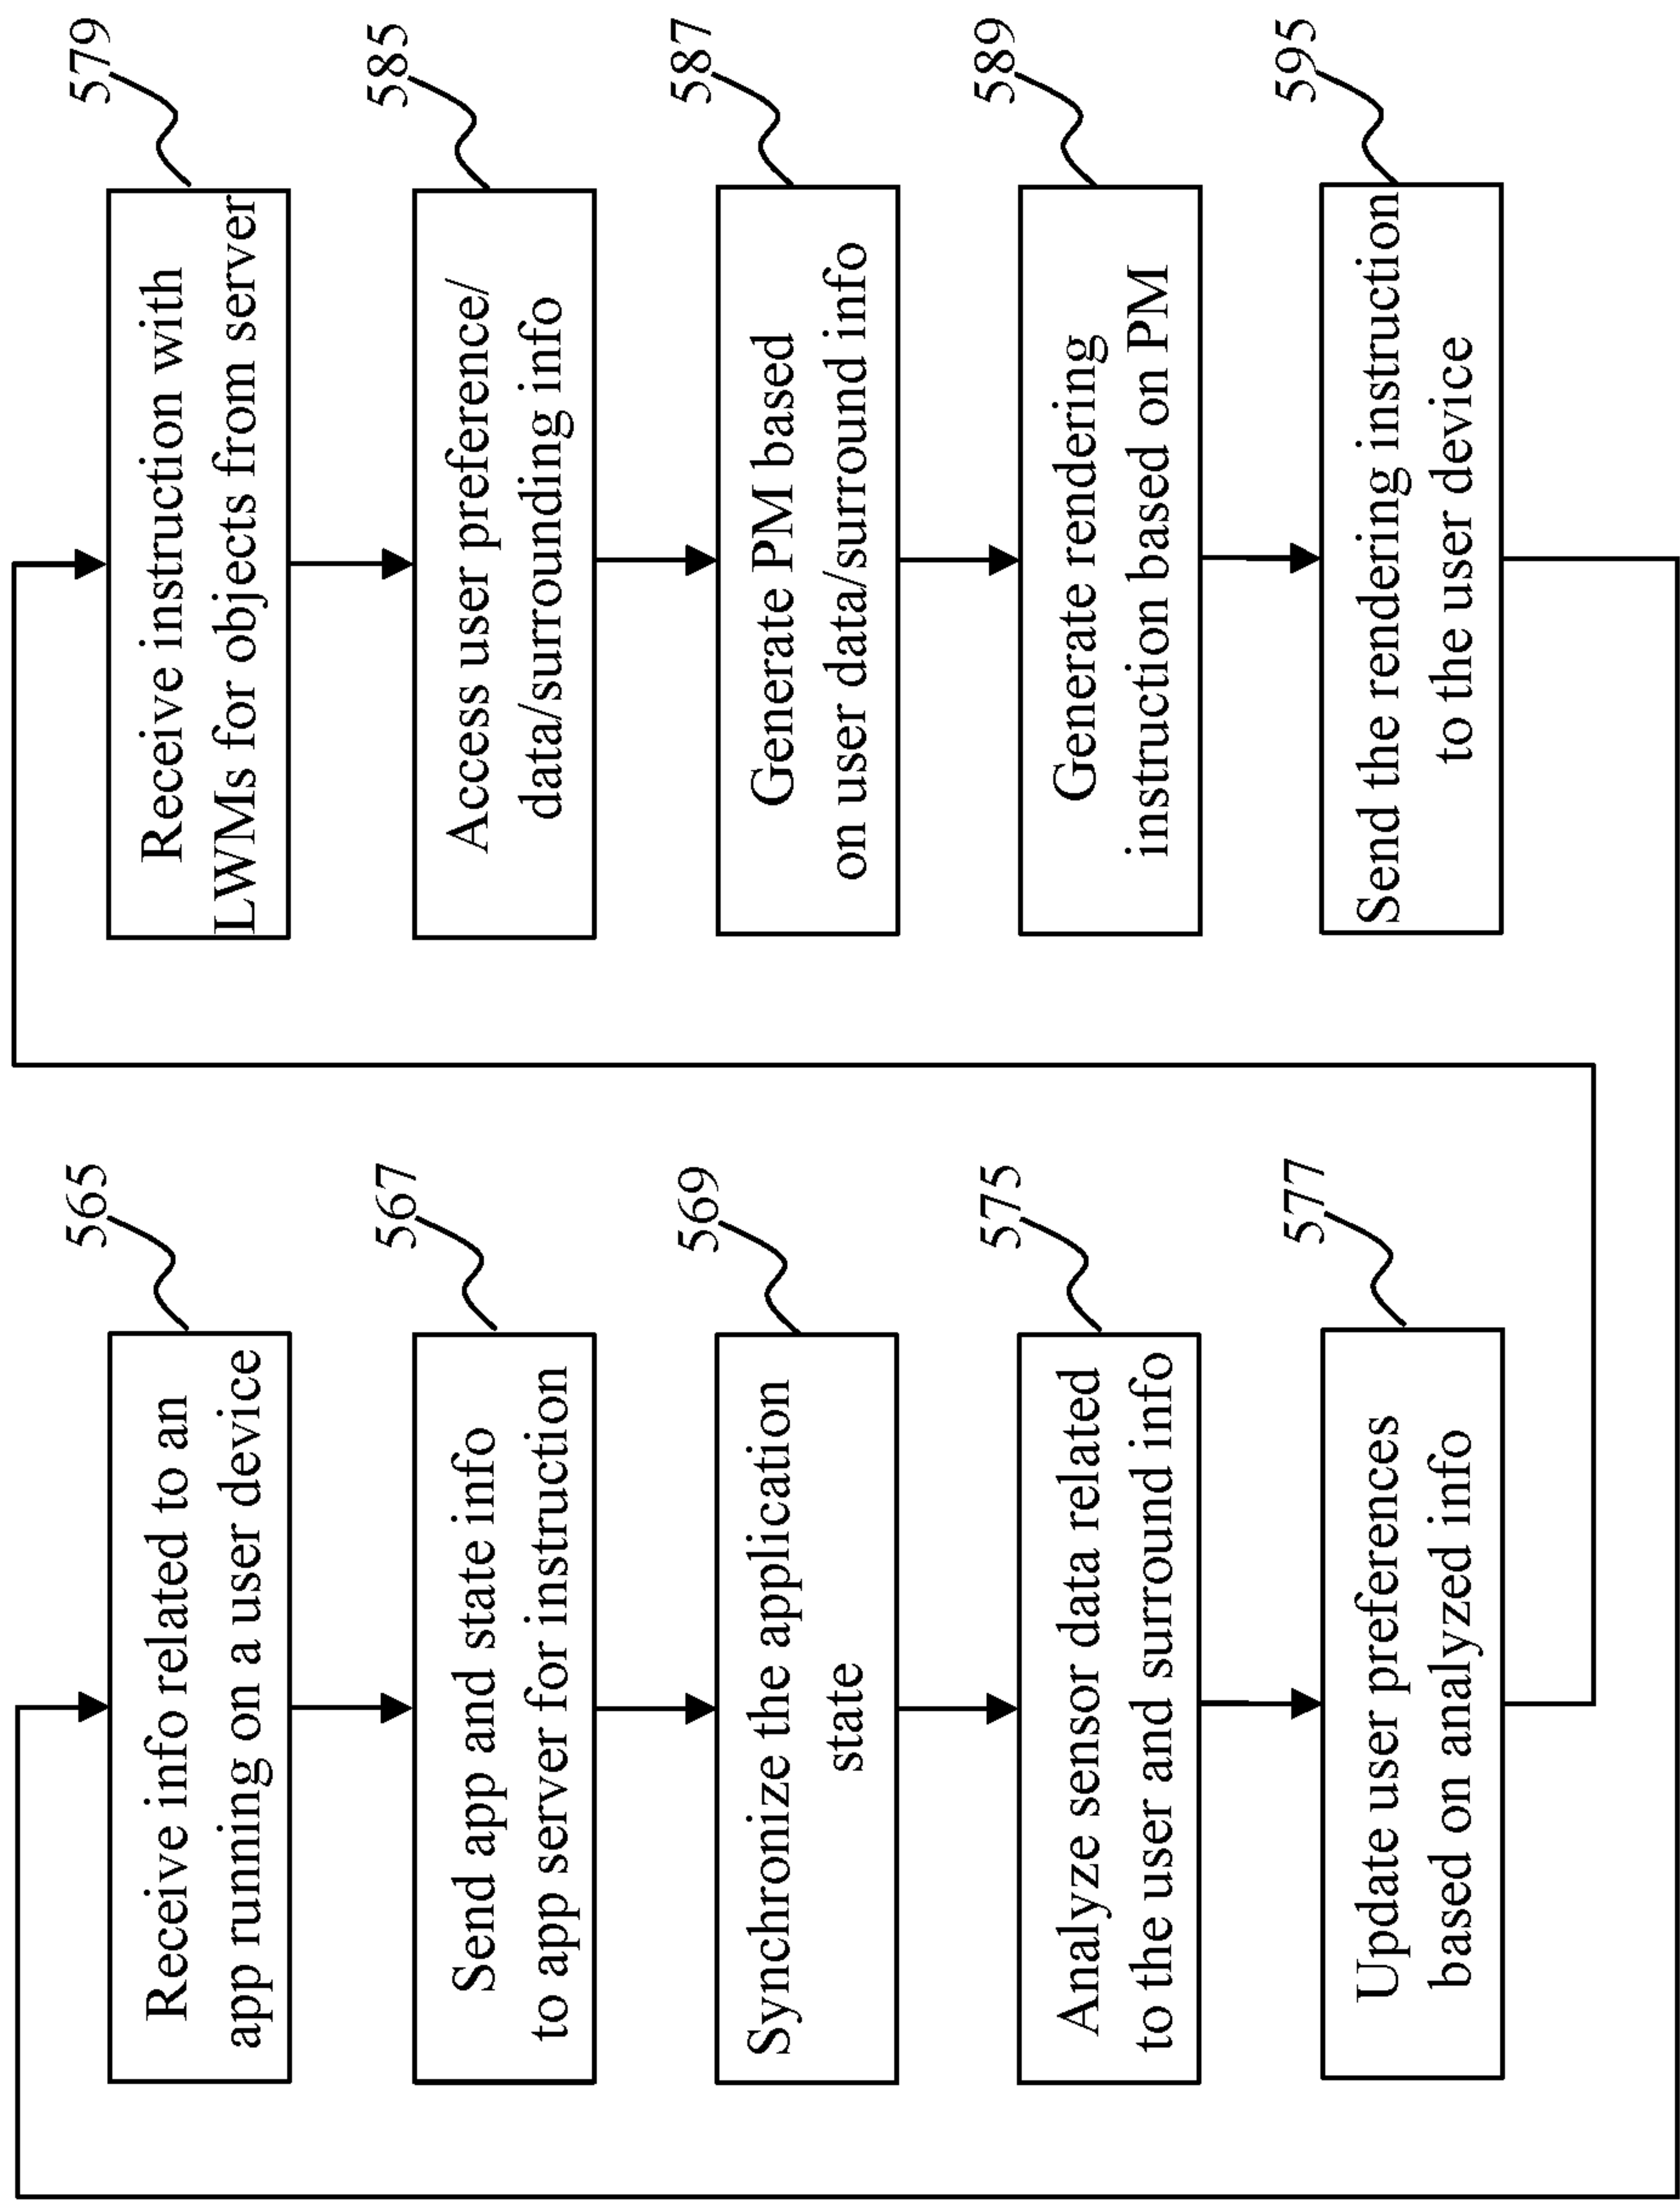 565
Receive info related to an
app running on a user device
567
Send app and state info
to app server for instruction
569
Synchronize the application
state
575
Analyze sensor data related
to the user and surround info
577
Update user preferences
based on analyzed info
579
Receive instruction with
LWMs for objects from server
585
Access user preference/
data/surrounding info
587
Generate PM based
on user data/surround info
589
Generate rendering
instruction based on PM
595
Send the rendering instruction
to the user device